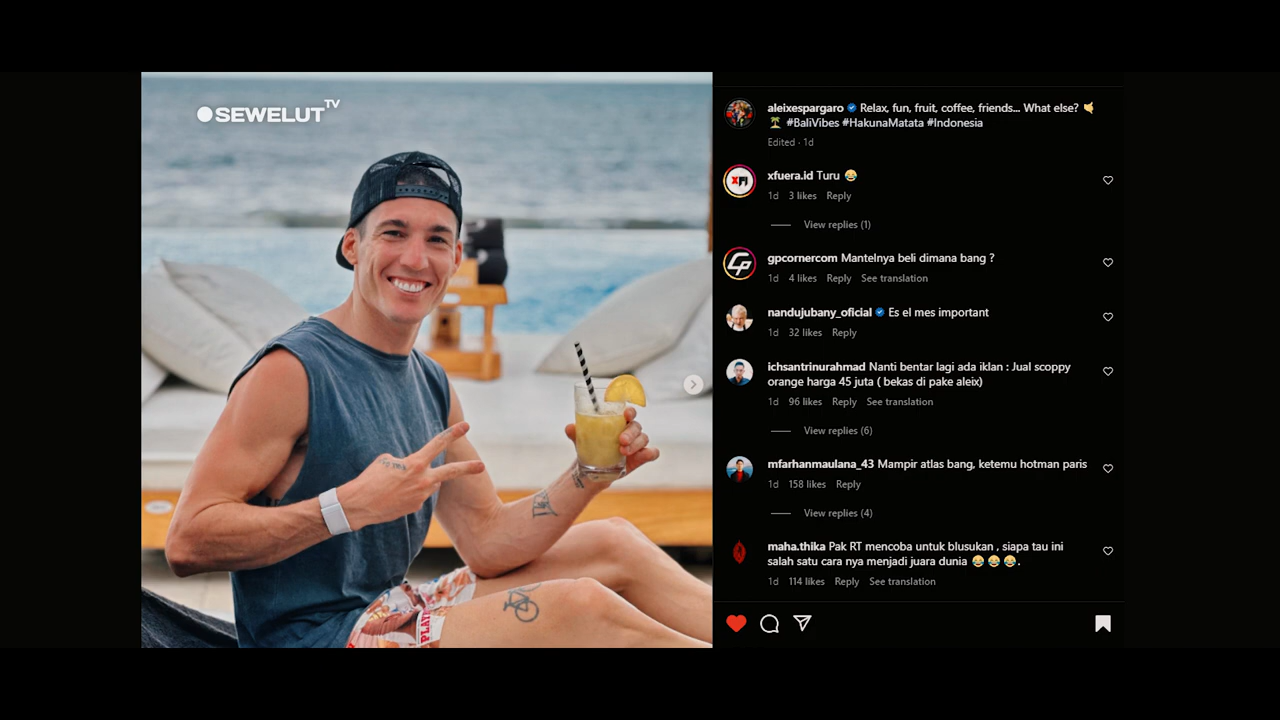 SEWELUT TV
aleixespargaro Relax, fun, fruit, coffee, friends... What else? 🤙
🏝️ #BaliVibes #HakunaMatata #Indonesia
Edited · 1d
xfuera.id Turu 😂
1d 3 likes Reply
View replies (1)
gpcornercom Mantelnya beli dimana bang ?
1d 4 likes Reply See translation
nandujubany_oficial Es el mes important
1d 32 likes Reply
ichsantrinurahmad Nanti bentar lagi ada iklan : Jual scoppy
orange harga 45 juta ( bekas di pake aleix)
1d 96 likes Reply See translation
View replies (6)
mfarhanmaulana_43 Mampir atlas bang, ketemu hotman paris
1d 158 likes Reply
View replies (4)
maha.thika Pak RT mencoba untuk blusukan , siapa tau ini
salah satu cara nya menjadi juara dunia 😂 😂 😂 .
1d 114 likes Reply See translation